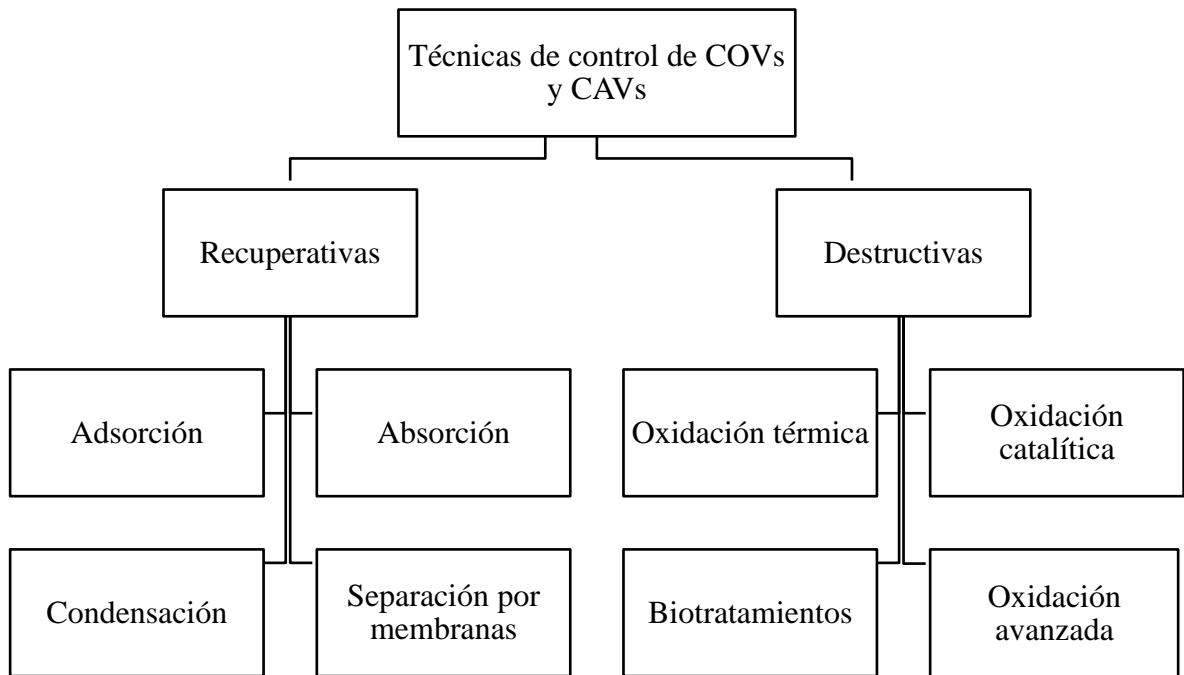 Técnicas de control de COVs
y CAVs
Recuperativas
Destructivas
Adsorción
Absorción
Oxidación térmica
Oxidación
catalítica
Condensación
Separación por
membranas
Biotratamientos
Oxidación
avanzada